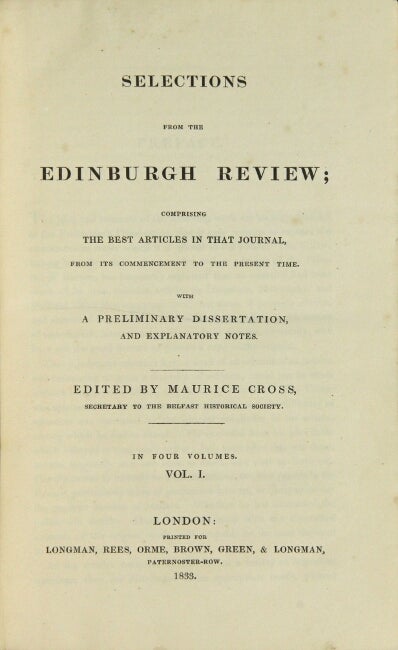 SELECTIONS
FROM THE
EDINBURGH REVIEW;
COMPRISING
THE BEST ARTICLES IN THAT JOURNAL,
FROM ITS COMMENCEMENT TO THE PRESENT TIME.
WITH
A PRELIMINARY DISSERTATION,
AND EXPLANATORY NOTES.
EDITED BY MAURICE CROSS,
SECRETARY TO THE BELFAST HISTORICAL SOCIETY.
IN FOUR VOLUMES.
VOL. I.
LONDON:
PRINTED FOR
LONGMAN, REES, ORME, BROWN, GREEN, & LONGMAN,
PATERNOSTER-ROW.
1833.